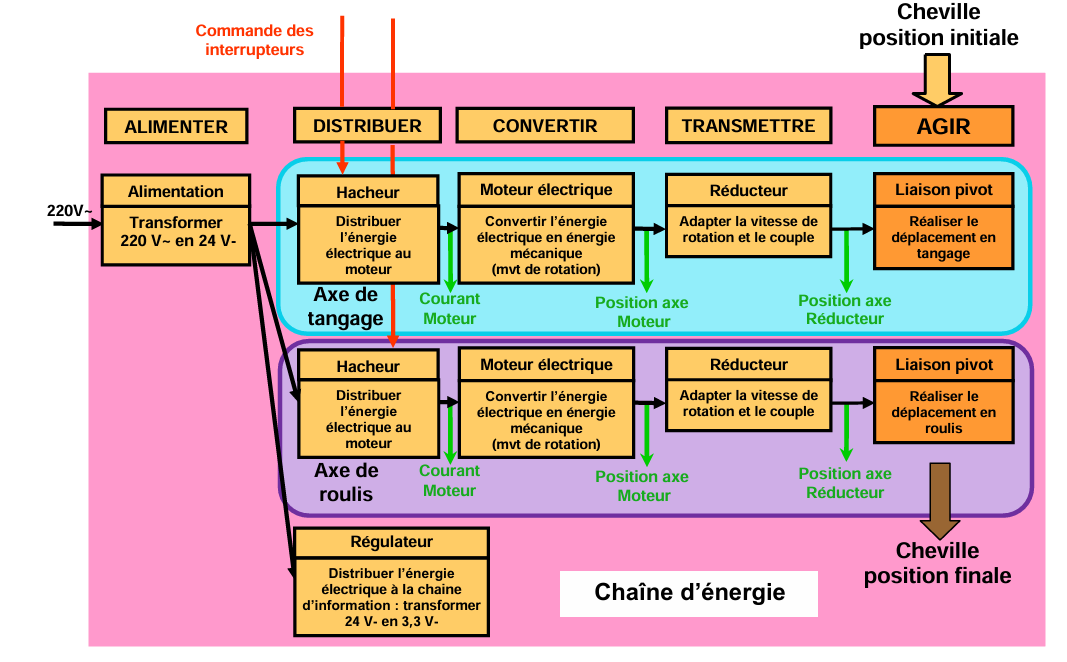 Commande des
interrupteurs
Cheville
position initiale
ALIMENTER
DISTRIBUER
CONVERTIR
TRANSMETTRE
AGIR
220V~
Alimentation
Transformer
220 V~ en 24 V-
Hacheur
Distribuer
l’énergie
électrique au
moteur
Moteur électrique
Convertir l’énergie
électrique en énergie
mécanique
(mvt de rotation)
Réducteur
Adapter la vitesse de
rotation et le couple
Liaison pivot
Réaliser le
déplacement en
tangage
Axe de
tangage
Courant
Moteur
Position axe
Moteur
Position axe
Réducteur
Hacheur
Distribuer
l’énergie
électrique au
moteur
Moteur électrique
Convertir l’énergie
électrique en énergie
mécanique
(mvt de rotation)
Réducteur
Adapter la vitesse de
rotation et le couple
Liaison pivot
Réaliser le
déplacement en
roulis
Axe de
roulis
Courant
Moteur
Position axe
Moteur
Position axe
Réducteur
Régulateur
Distribuer l’énergie
électrique à la chaine
d’information : transformer
24 V- en 3,3 V-
Chaîne d’énergie
Cheville
position finale